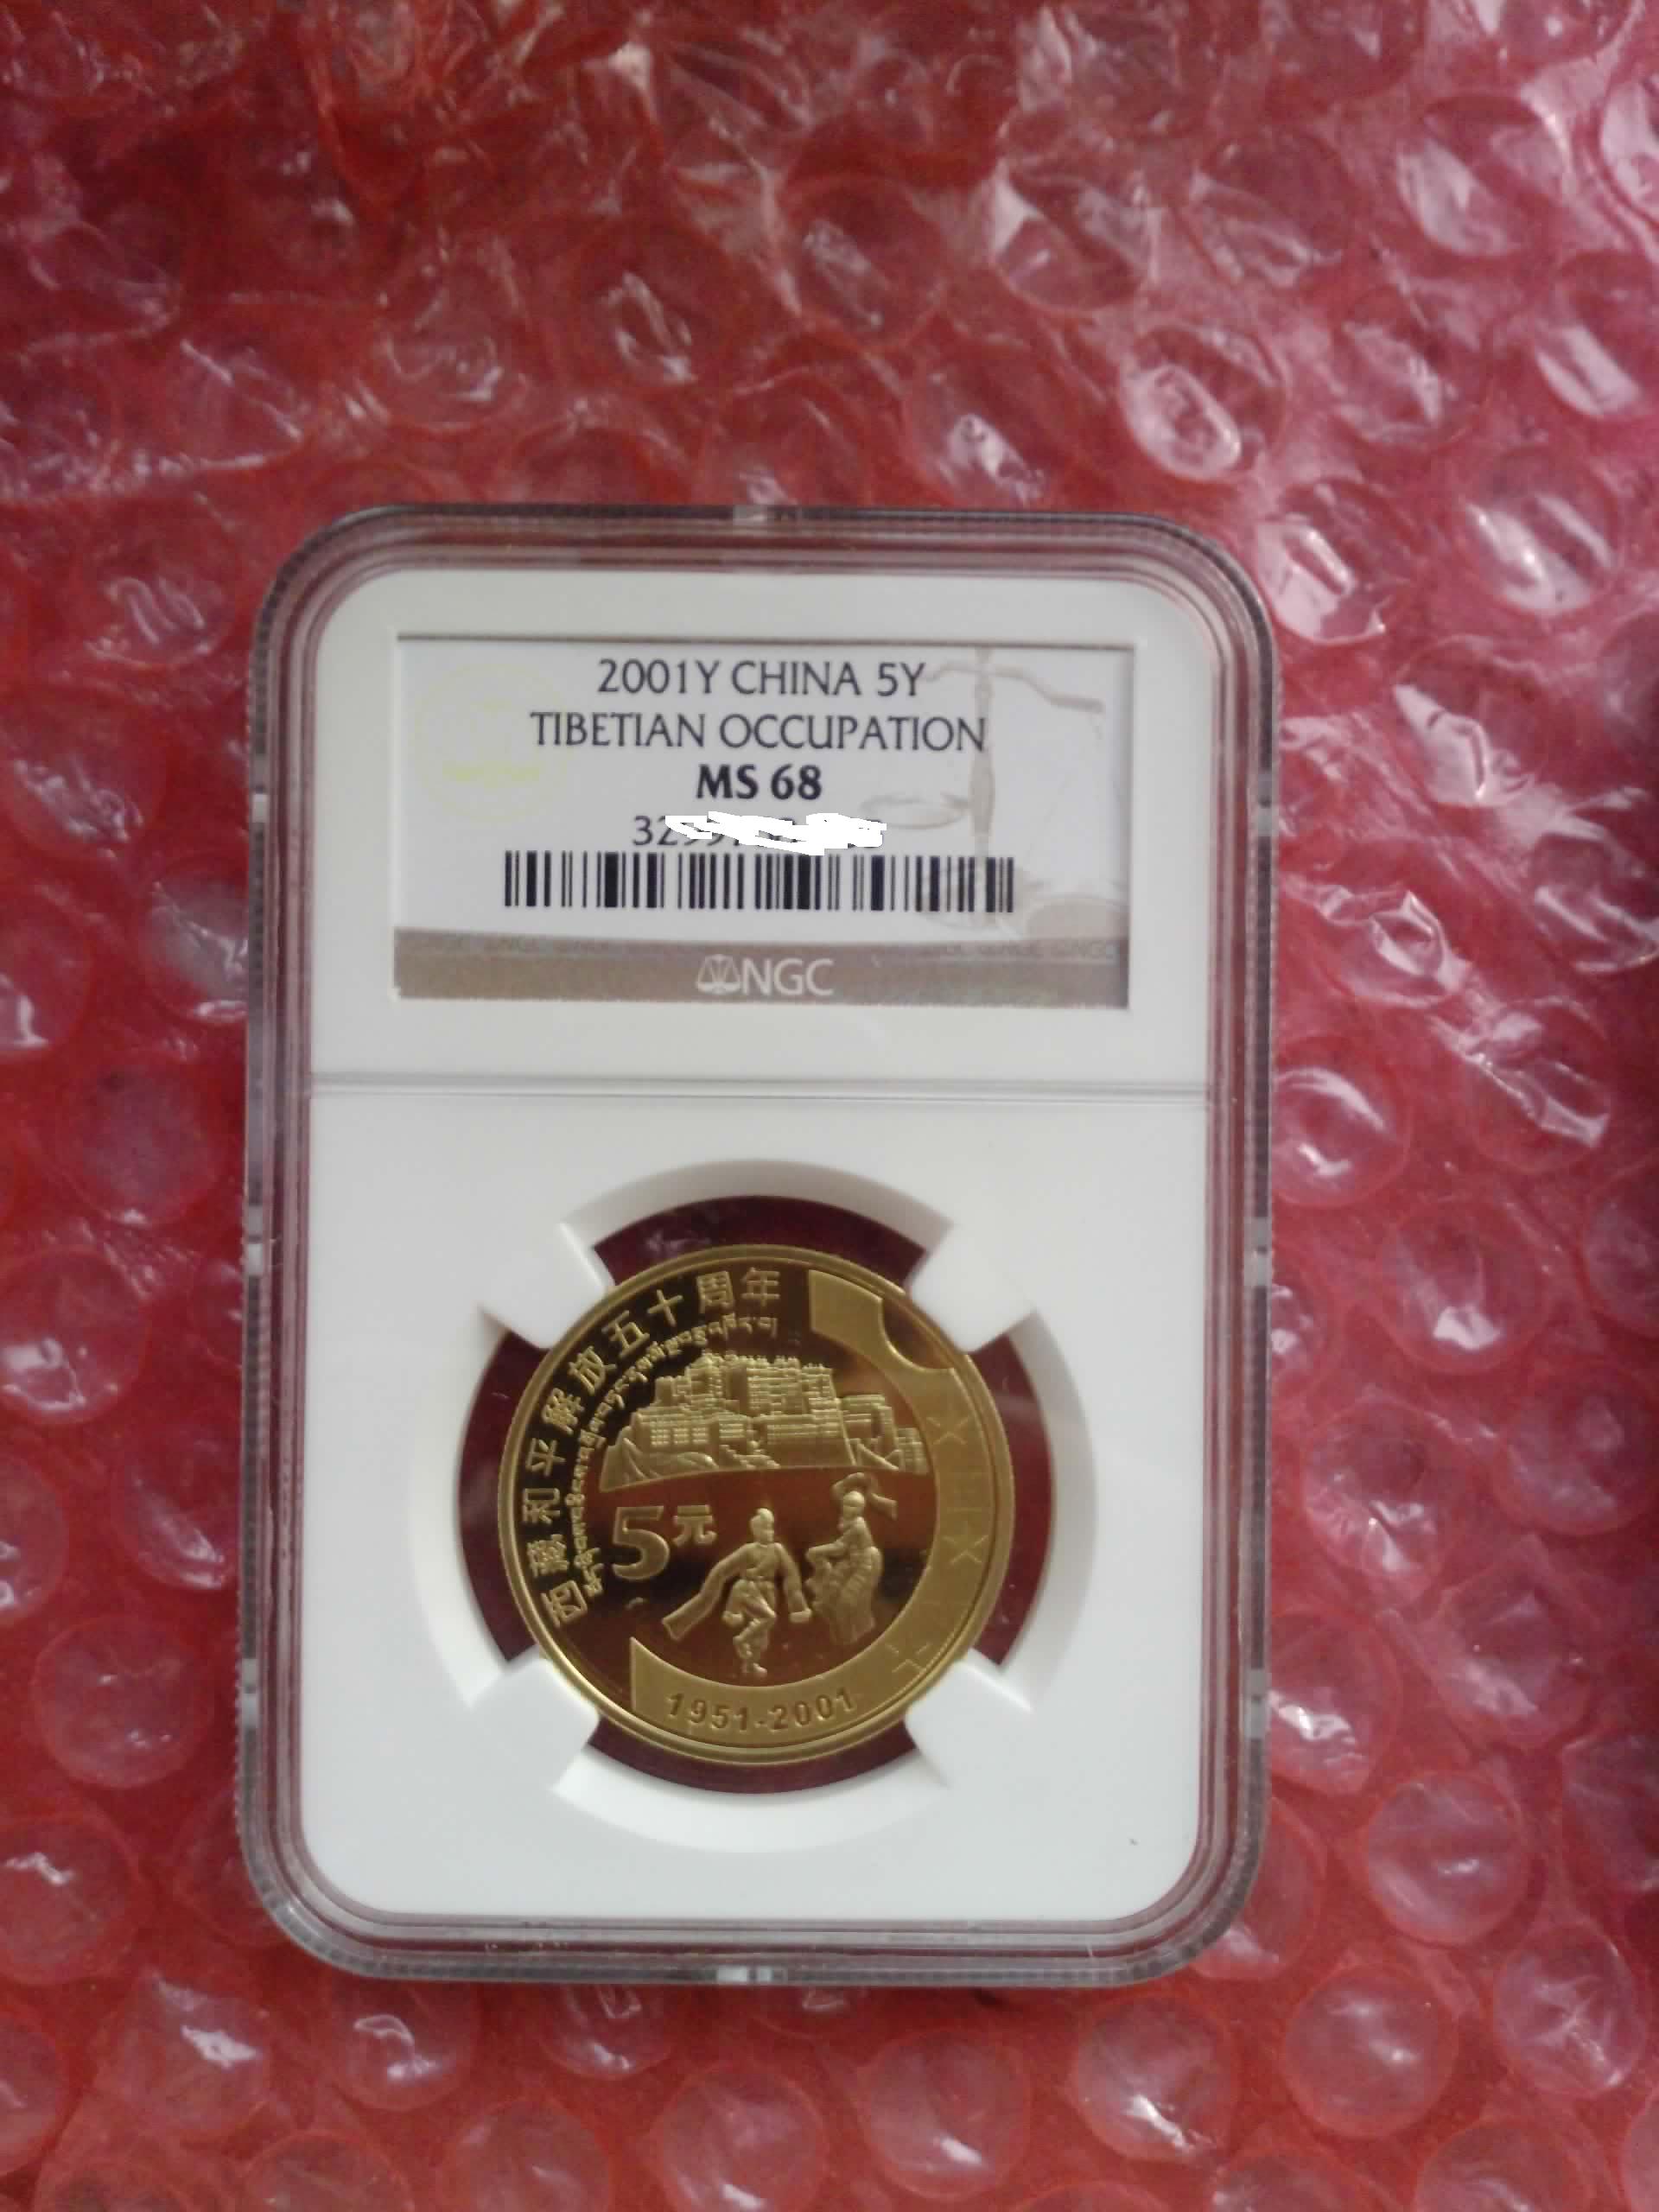 2001Y CHINA 5Y
TIBETIAN OCCUPATION
MS 68
NGC
西藏和平解放五十周年
5元
1951-2001